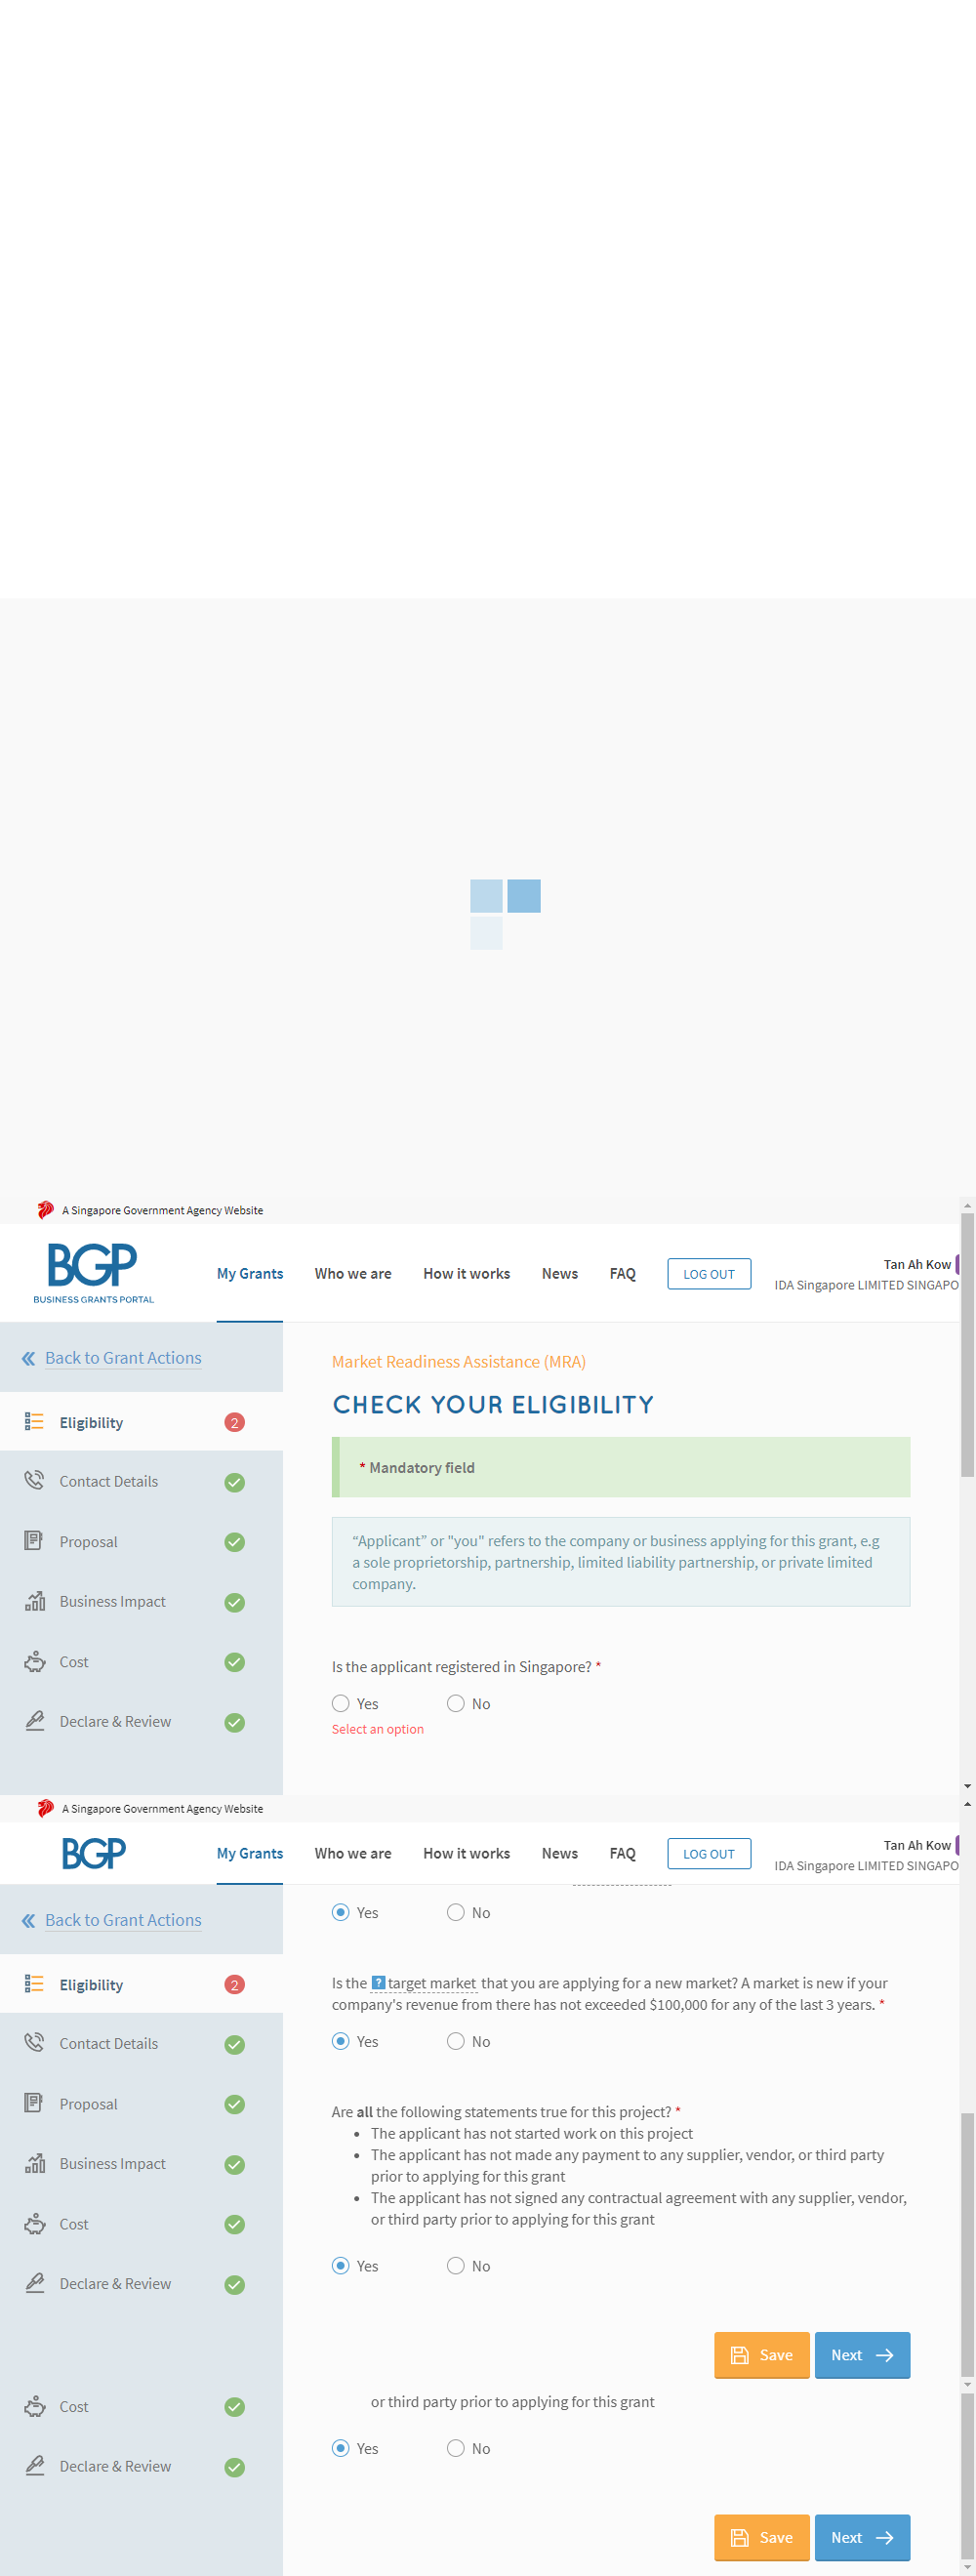 A Singapore Government Agency Website
BGP
BUSINESS GRANTS PORTAL
My Grants Who we are How it works News FAQ LOG OUT
Tan Ah Kow
IDA Singapore LIMITED SINGAPO
Back to Grant Actions
Eligibility 2
Contact Details
Proposal
Business Impact
Cost
Declare & Review
Market Readiness Assistance (MRA)
CHECK YOUR ELIGIBILITY
* Mandatory field
“Applicant” or "you" refers to the company or business applying for this grant, e.g
a sole proprietorship, partnership, limited liability partnership, or private limited
company.
Is the applicant registered in Singapore? *
Yes No
Select an option
A Singapore Government Agency Website
BGP
My Grants Who we are How it works News FAQ LOG OUT
Tan Ah Kow
IDA Singapore LIMITED SINGAPO
Back to Grant Actions
Eligibility 2
Contact Details
Proposal
Business Impact
Cost
Declare & Review
Yes No
Is the ? target market that you are applying for a new market? A market is new if your
company's revenue from there has not exceeded $100,000 for any of the last 3 years. *
Yes No
Are all the following statements true for this project? *
• The applicant has not started work on this project
• The applicant has not made any payment to any supplier, vendor, or third party
prior to applying for this grant
• The applicant has not signed any contractual agreement with any supplier, vendor,
or third party prior to applying for this grant
Yes No
Save Next
Cost
Declare & Review
or third party prior to applying for this grant
Yes No
Save Next